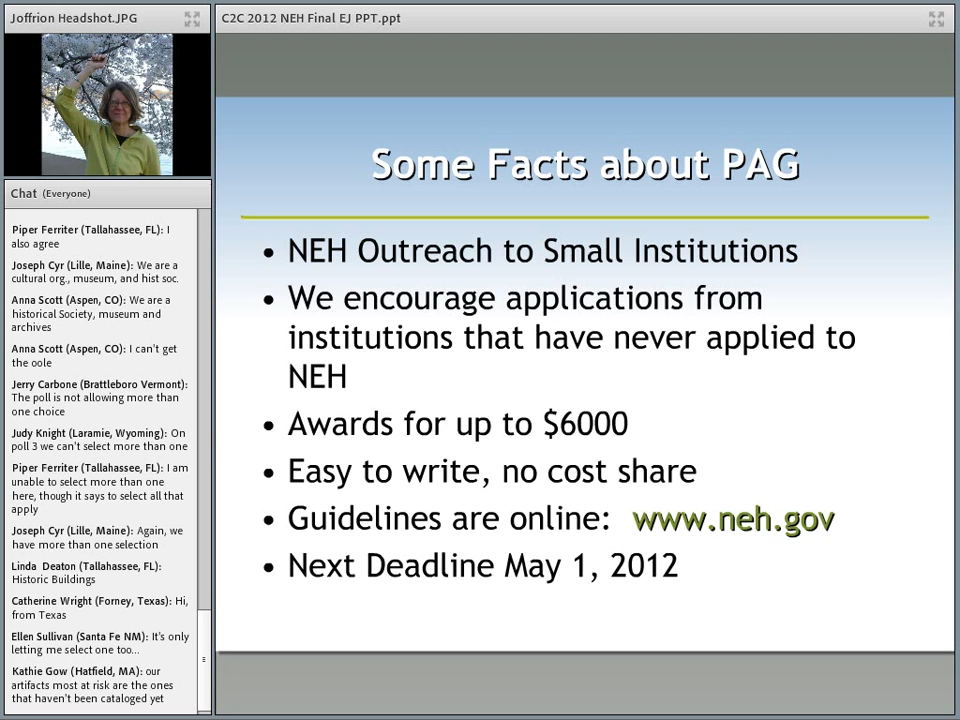 Joffrion Headshot.JPG
C2C 2012 NEH Final EJ PPT.ppt
Chat (Everyone)
Piper Ferriter (Tallahassee, FL): I
also agree
Joseph Cyr (Lille, Maine): We are a
cultural org., museum, and hist soc.
Anna Scott (Aspen, CO): We are a
historical Society, museum and
archives
Anna Scott (Aspen, CO): I can't get
the oole
Jerry Carbone (Brattleboro Vermont):
The poll is not allowing more than
one choice
Judy Knight (Laramie, Wyoming): On
poll 3 we can't select more than one
Piper Ferriter (Tallahassee, FL): I am
unable to select more than one
here, though it says to select all that
apply
Joseph Cyr (Lille, Maine): Again, we
have more than one selection
Linda Deaton (Tallahassee, FL):
Historic Buildings
Catherine Wright (Forney, Texas): Hi,
from Texas
Ellen Sullivan (Santa Fe NM): It's only
letting me select one too...
Kathie Gow (Hatfield, MA): our
artifacts most at risk are the ones
that haven't been cataloged yet
Some Facts about PAG
• NEH Outreach to Small Institutions
• We encourage applications from
institutions that have never applied to
NEH
• Awards for up to $6000
• Easy to write, no cost share
• Guidelines are online: www.neh.gov
• Next Deadline May 1, 2012